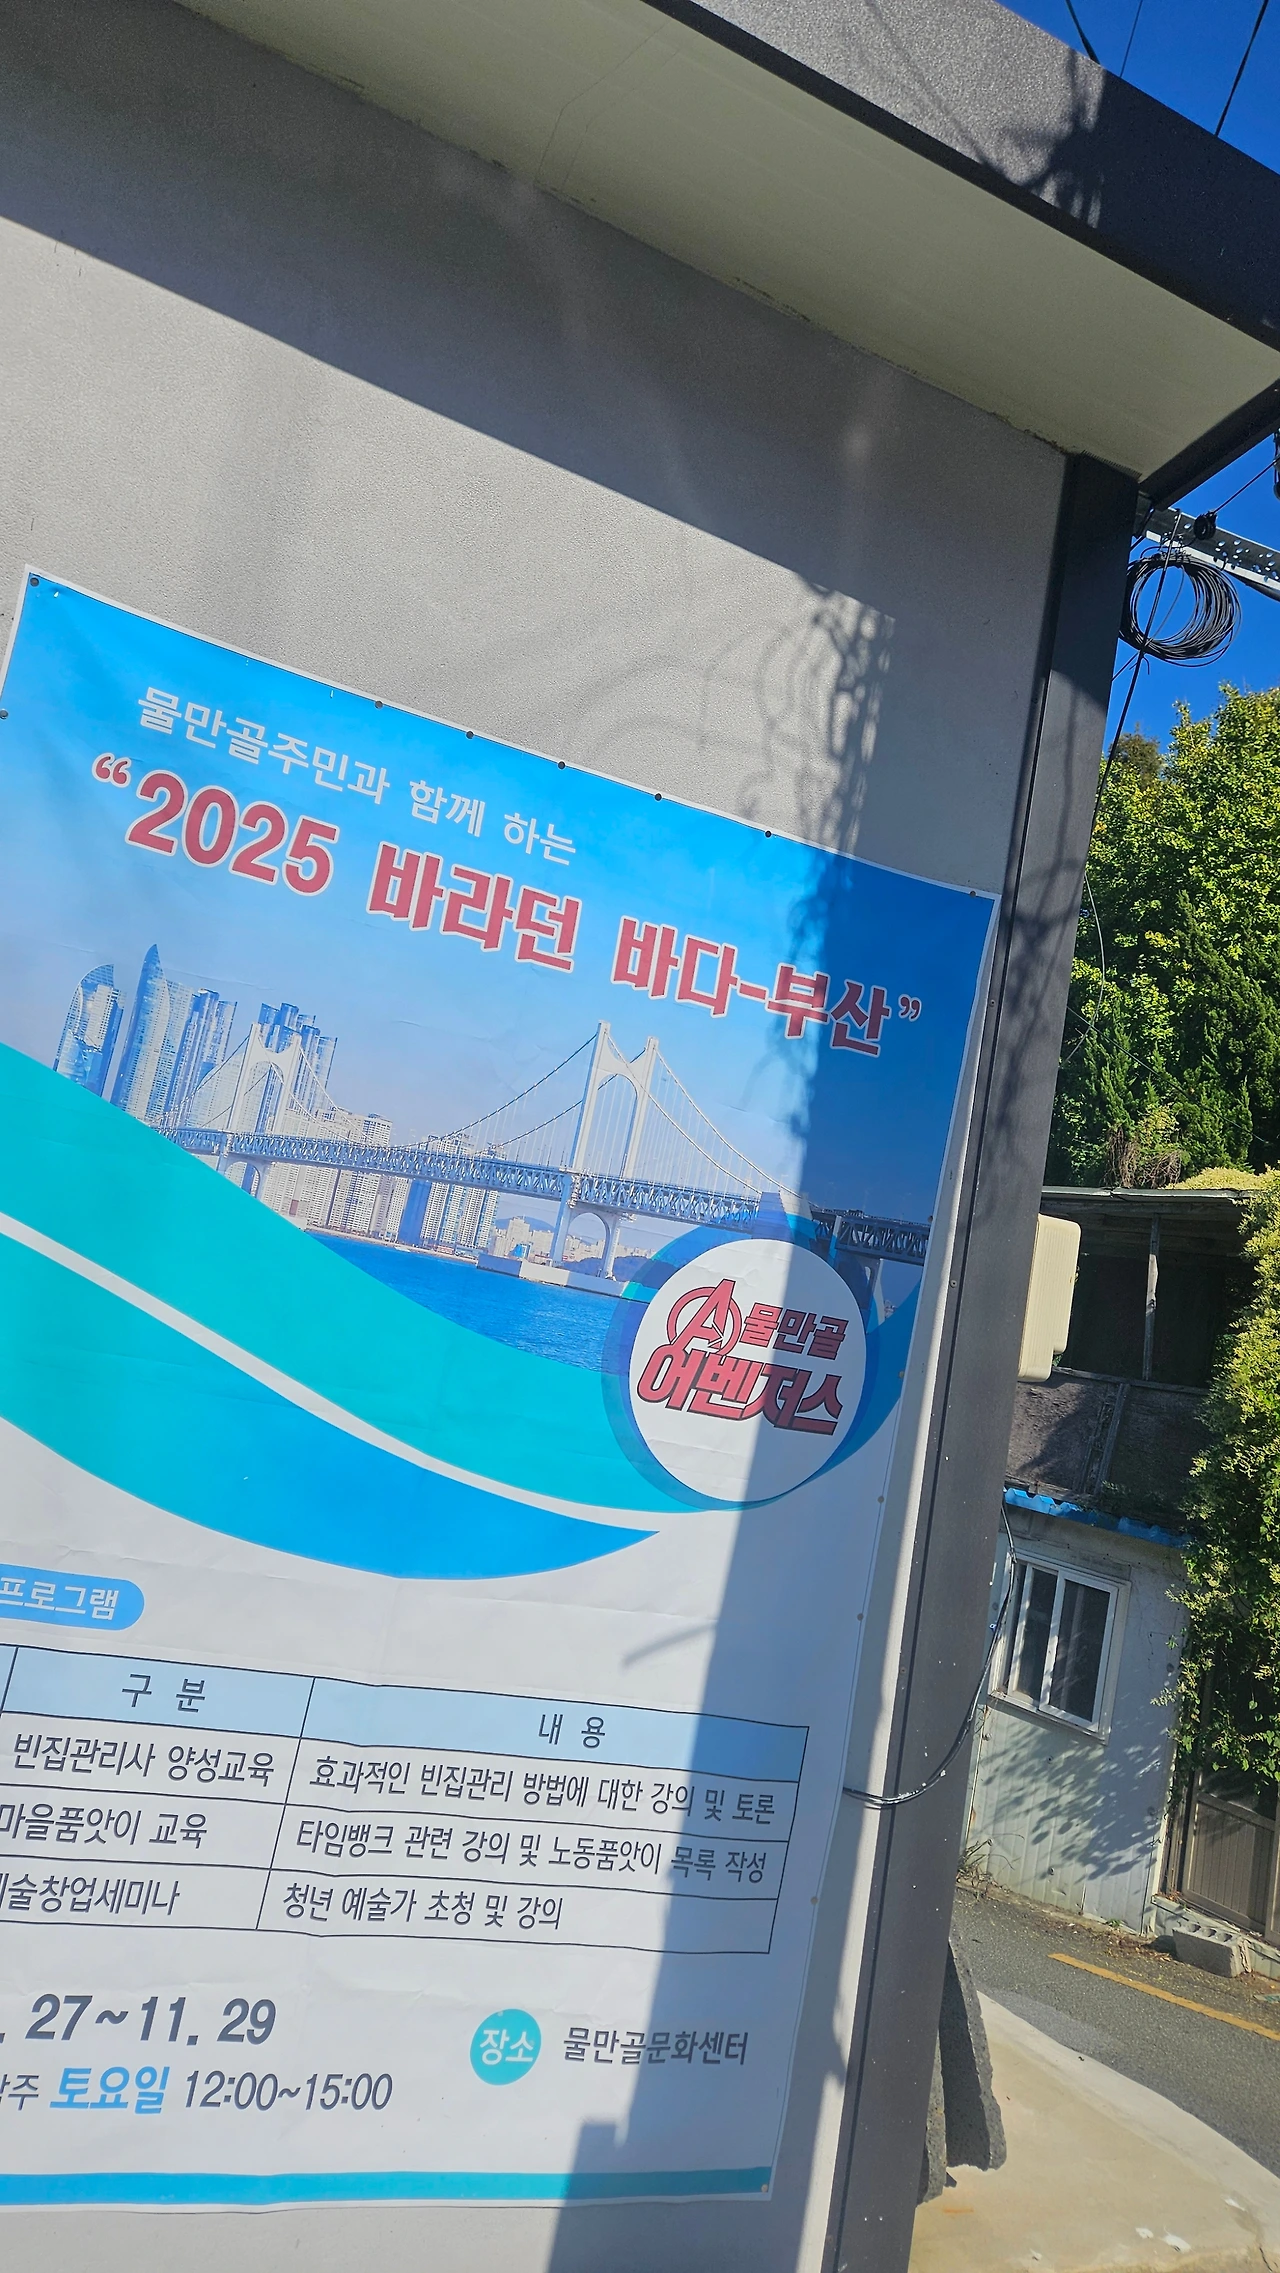 물만골주민과 함께 하는
“2025 바라던 바다-부산”
A 물만골
어벤져스
프로그램
구 분 내 용
빈집관리사 양성교육 효과적인 빈집관리 방법에 대한 강의 및 토론
마을품앗이 교육 타임뱅크 관련 강의 및 노동품앗이 목록 작성
술창업세미나 청년 예술가 초청 및 강의
. 27~11. 29
장소 물만골문화센터
주 토요일 12:00~15:00